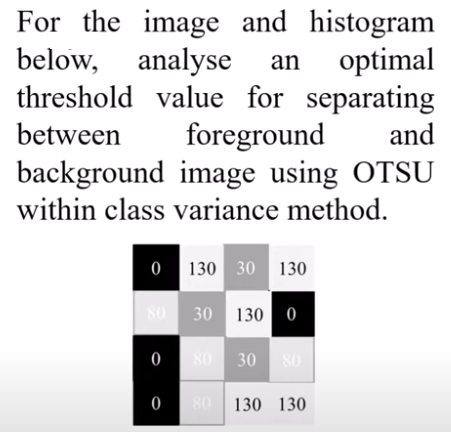 For the image and histogram
below, analyse an optimal
threshold value for separating
between foreground and
background image using OTSU
within class variance method.
0 130 30 130
80 30 130 0
0 80 30 80
0 80 130 130